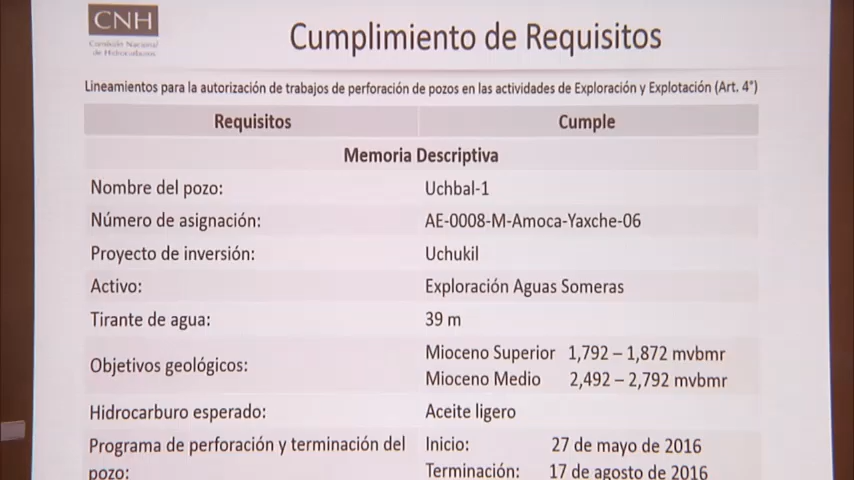 CNH
Comisión Nacional
de Hidrocarburos
Cumplimiento de Requisitos
Lineamientos para la autorización de trabajos de perforación de pozos en las actividades de Exploración y Explotación (Art. 4°)
Requisitos Cumple
Memoria Descriptiva
Nombre del pozo: Uchbal-1
Número de asignación: AE-0008-M-Amoca-Yaxche-06
Proyecto de inversión: Uchukil
Activo: Exploración Aguas Someras
Tirante de agua: 39 m
Objetivos geológicos: Mioceno Superior 1,792 – 1,872 mvbmr
Mioceno Medio 2,492 – 2,792 mvbmr
Hidrocarburo esperado: Aceite ligero
Programa de perforación y terminación del Inicio: 27 de mayo de 2016
pozo: Terminación: 17 de agosto de 2016